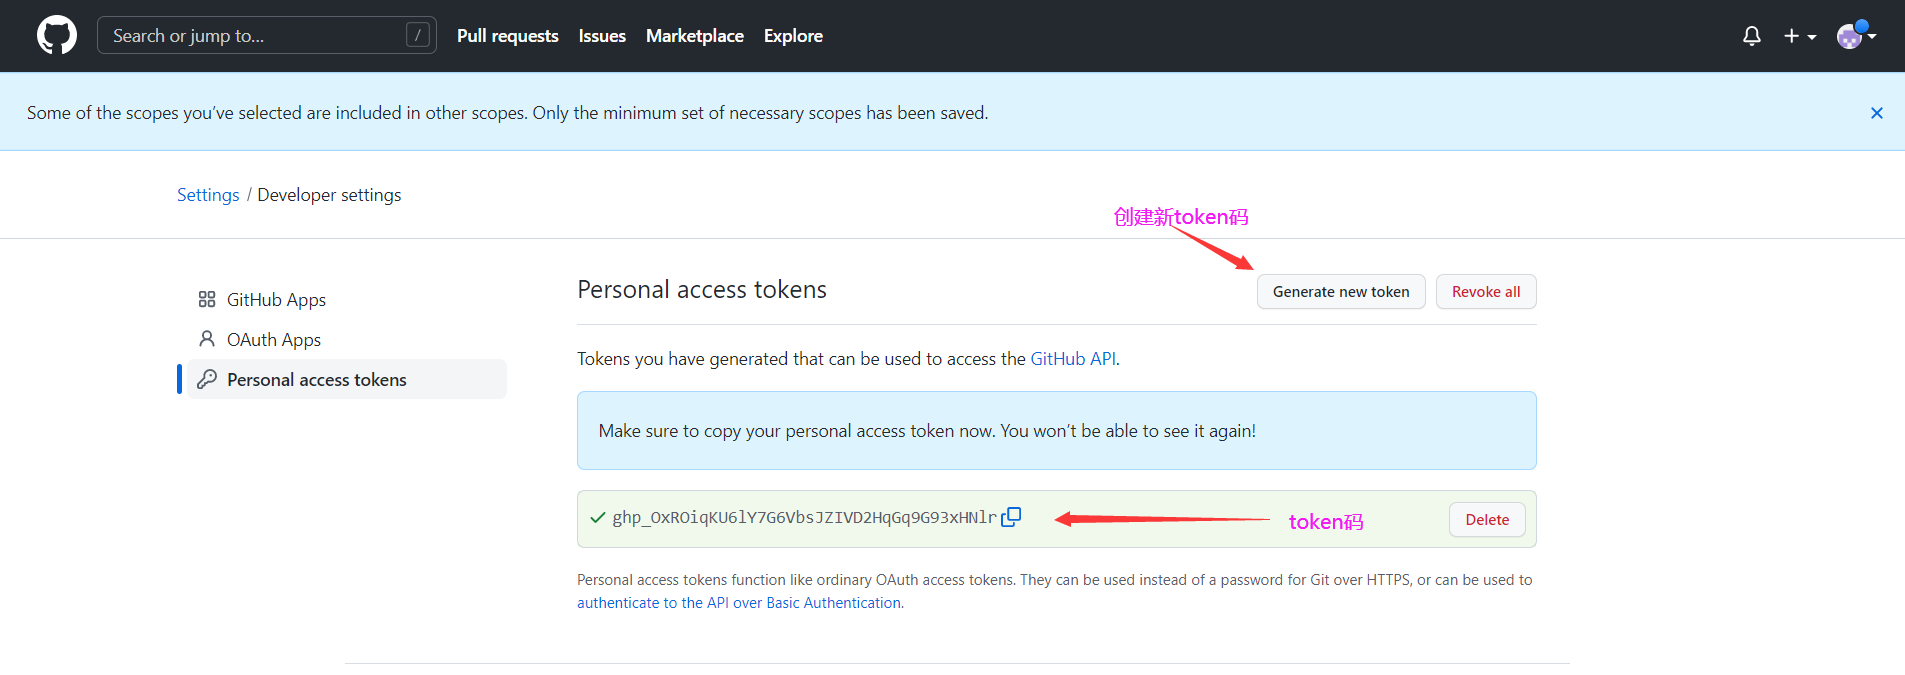 Search or jump to... /
Pull requests
Issues
Marketplace
Explore
Some of the scopes you’ve selected are included in other scopes. Only the minimum set of necessary scopes has been saved.
Settings / Developer settings
创建新token码
GitHub Apps
OAuth Apps
Personal access tokens
Personal access tokens
Generate new token
Revoke all
Tokens you have generated that can be used to access the GitHub API.
Make sure to copy your personal access token now. You won’t be able to see it again!
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
token码
Delete
Personal access tokens function like ordinary OAuth access tokens. They can be used instead of a password for Git over HTTPS, or can be used to
authenticate to the API over Basic Authentication.